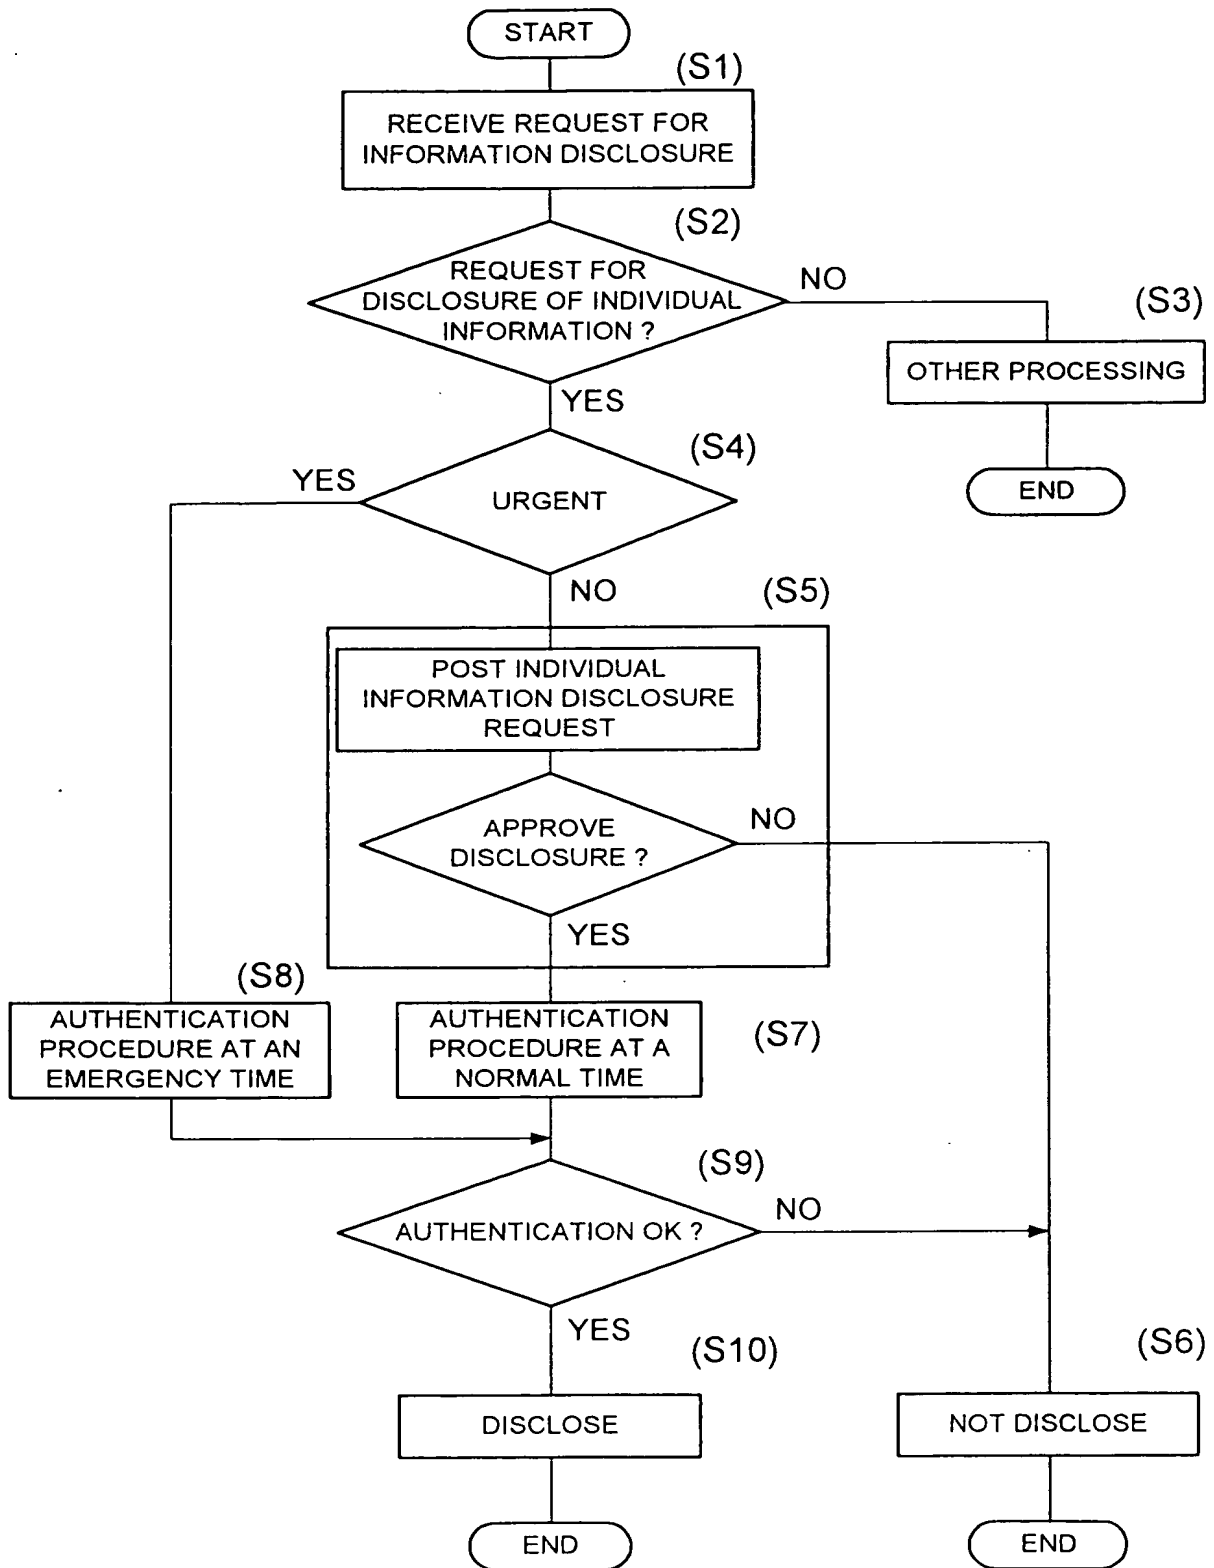 START
(S1)
RECEIVE REQUEST FOR
INFORMATION DISCLOSURE
(S2)
REQUEST FOR
DISCLOSURE OF INDIVIDUAL
INFORMATION ?
NO
(S3)
OTHER PROCESSING
YES
END
(S4)
YES
URGENT
NO
(S5)
POST INDIVIDUAL
INFORMATION DISCLOSURE
REQUEST
APPROVE
DISCLOSURE ?
NO
YES
(S8)
AUTHENTICATION
PROCEDURE AT AN
EMERGENCY TIME
AUTHENTICATION
PROCEDURE AT A
NORMAL TIME
(S7)
(S9)
AUTHENTICATION OK ?
NO
YES
(S10)
(S6)
DISCLOSE
NOT DISCLOSE
END
END